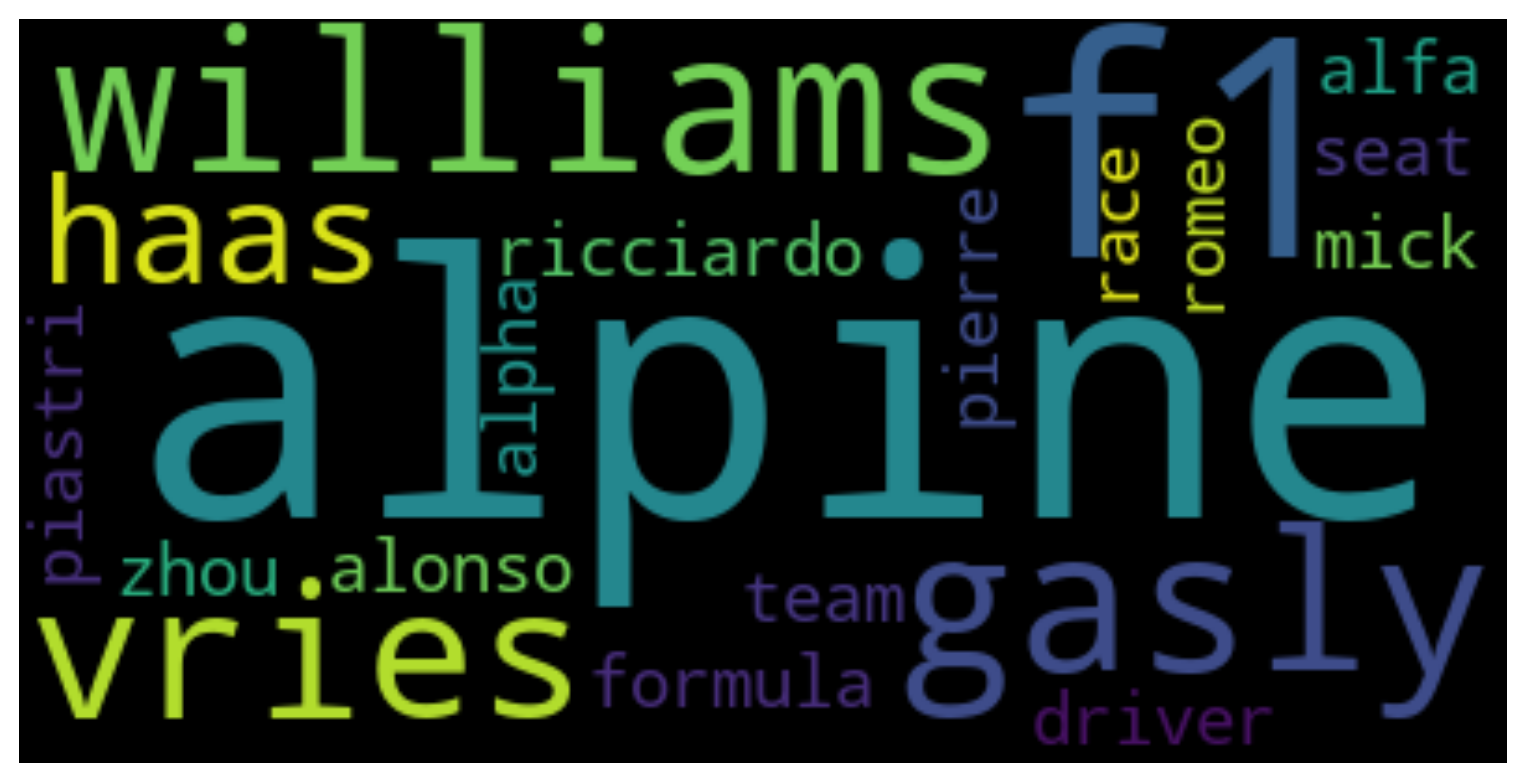 williams
f1
alfa
seat
mick
race
romeo
haas
ricciardo
pierre
alpine
alpha
piastri
zhou
alonso
team
gasly
vries
formula
driver